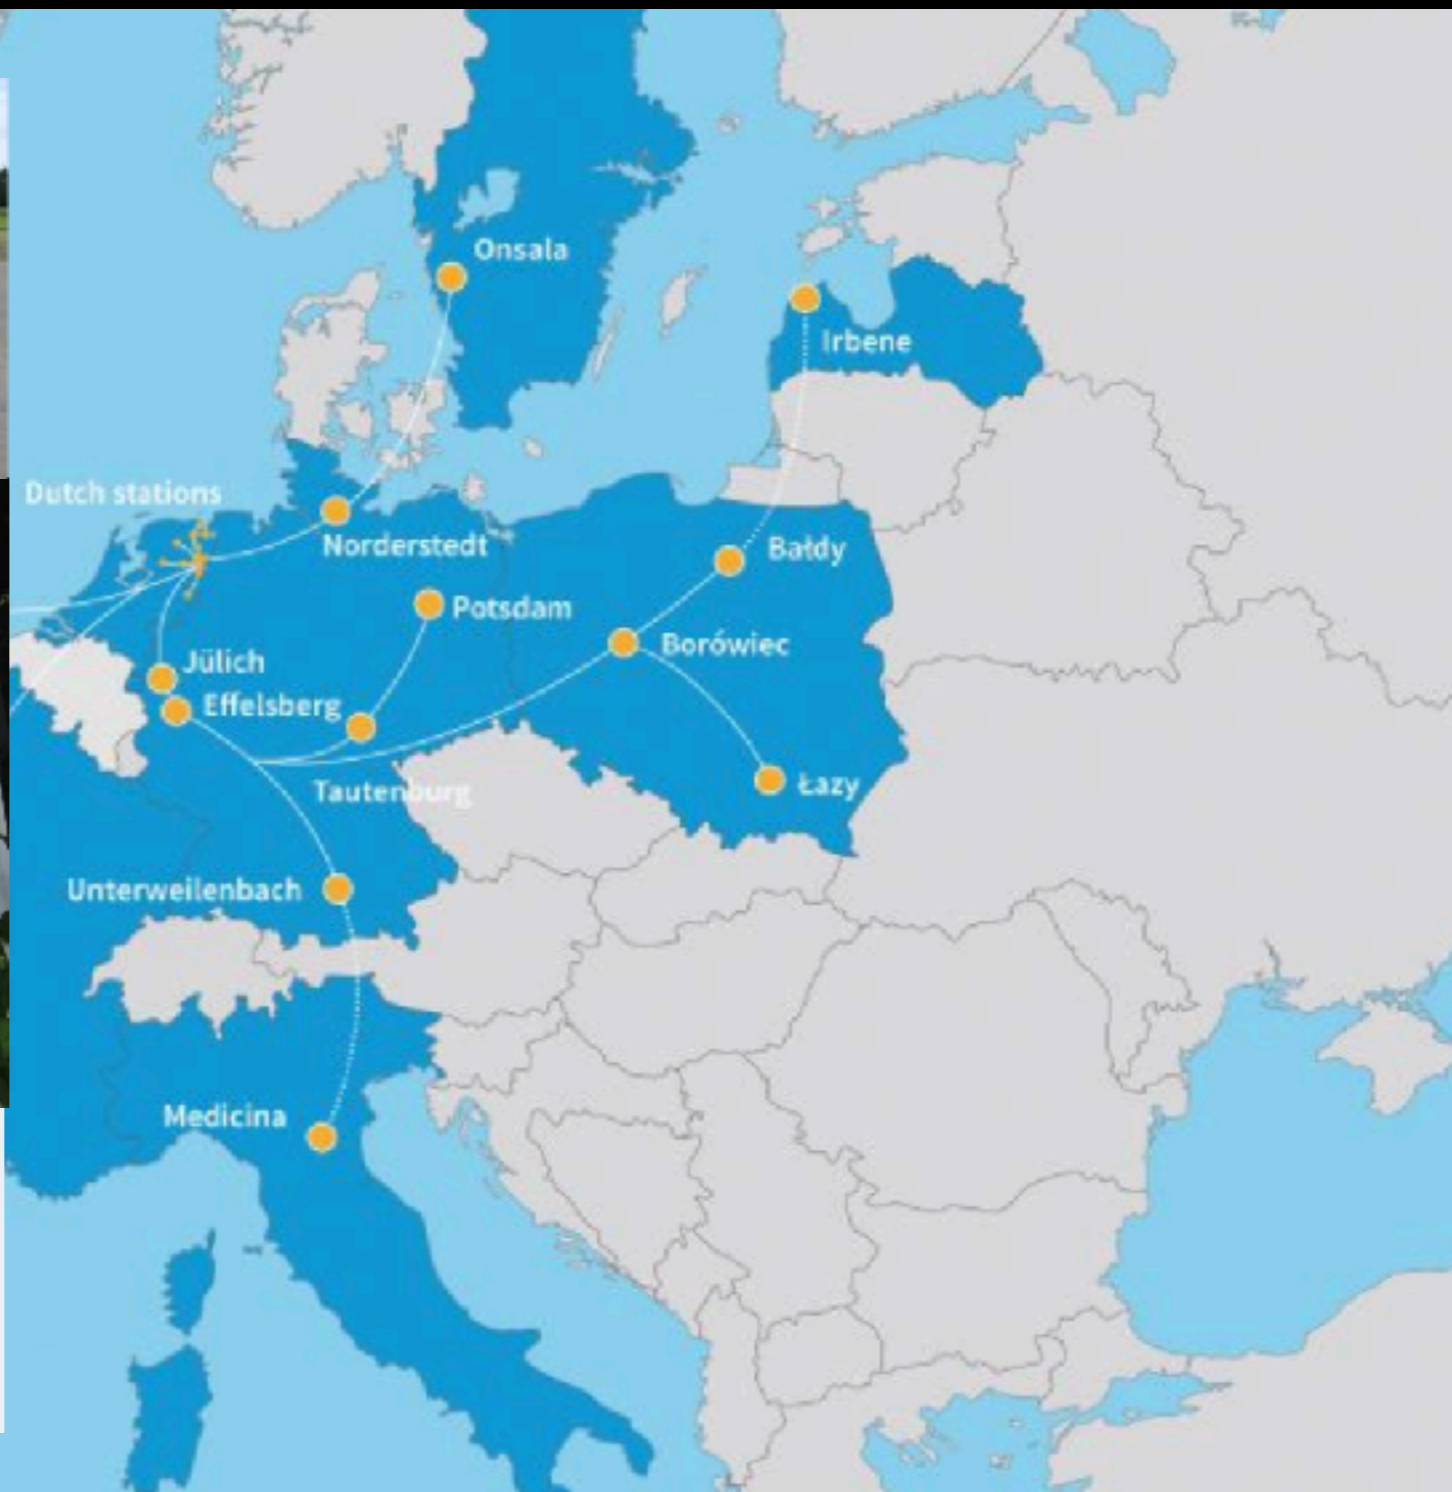 Onsala
Irbene
Dutch stations
Norderstedt
Bałdy
Potsdam
Borówiec
Jülich
Effelsberg
Tautenburg
Łazy
Unterweilenbach
Medicina